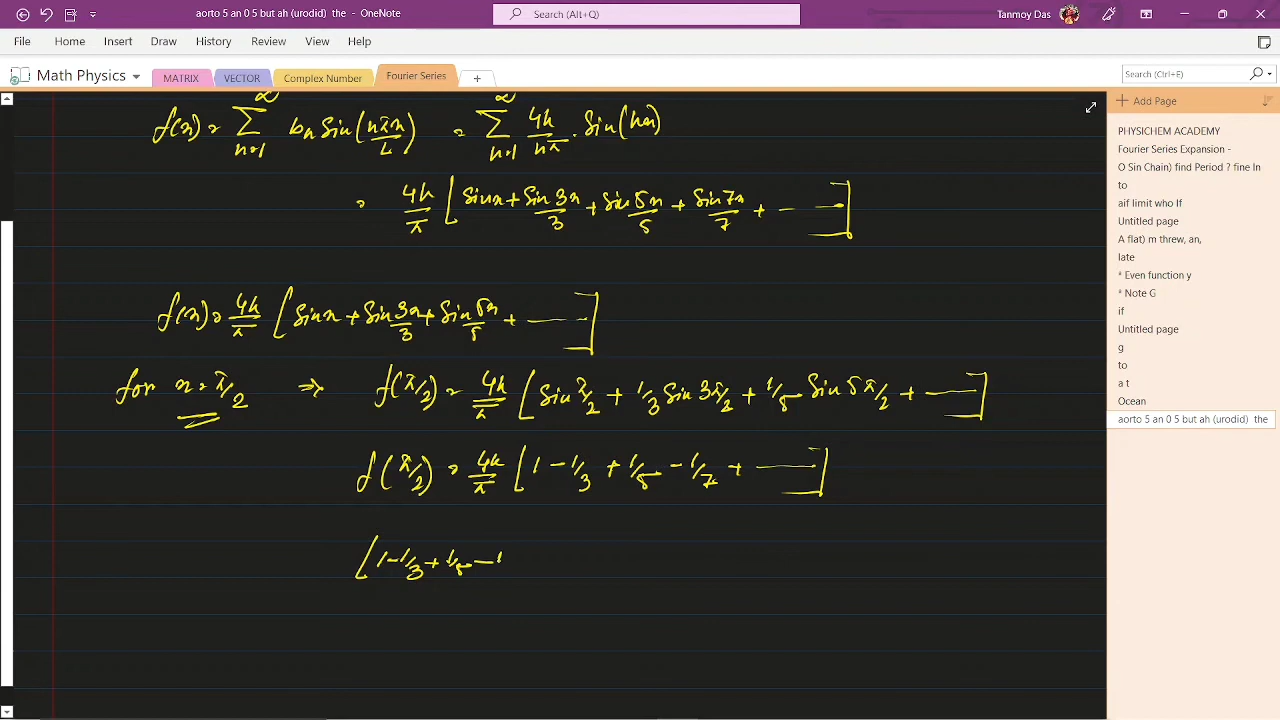 aorto 5 an 0 5 but ah (urodid) the - OneNote
Search (Alt+F)
Tanmoy Das
File Home Insert Draw History Review View Help
Math Physics MATRIX VECTOR Complex Number Fourier Series +
Search (Ctrl+E)
f(x) = ∑_{n=1}^{∞} bn Sin(nπx/L) = ∑_{n=1}^{∞} 4k/nπ . Sin(nx)
= 4k/π [Sinx + Sin3x/3 + Sin5x/5 + Sin7x/7 + — —]
f(x) = 4k/π [Sinx + Sin3x/3 + Sin5x/5 + ——]
for x = π/2 ⇒ f(π/2) = 4k/π [Sin π/2 + 1/3 Sin 3π/2 + 1/5 Sin 5π/2 + ——]
f(π/2) = 4k/π [1 - 1/3 + 1/5 - 1/7 + ——]
[1 - 1/3 + 1/5 - 1
Add Page
PHYSICHEM ACADEMY
Fourier Series Expansion -
O Sin Chain) find Period ? fine In
to
aif limit who If
Untitled page
A flat) m threw, an,
late
* Even function y
* Note G
if
Untitled page
g
to
a t
Ocean
aorto 5 an 0 5 but ah (urodid) the